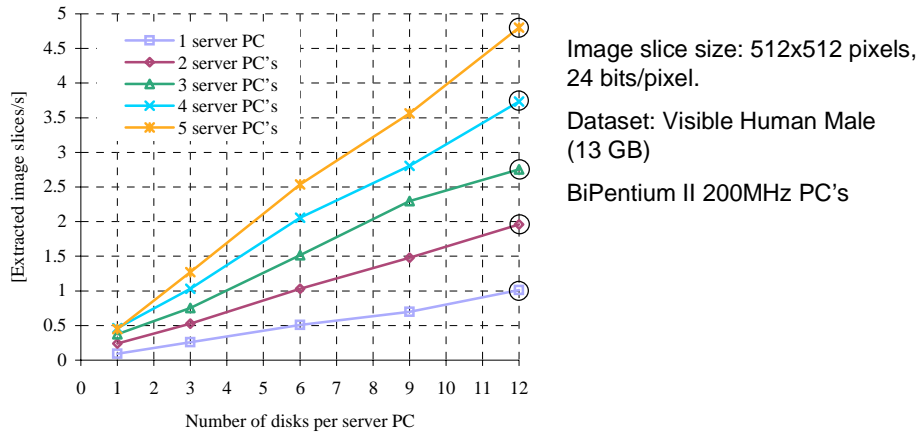 5
4.5
4
3.5
3
2.5
2
1.5
1
0.5
0
[Extracted image slices/s]
1 server PC
2 server PC's
3 server PC's
4 server PC's
5 server PC's
0 1 2 3 4 5 6 7 8 9 10 11 12
Number of disks per server PC
Image slice size: 512x512 pixels,
24 bits/pixel.
Dataset: Visible Human Male
(13 GB)
BiPentium II 200MHz PC's